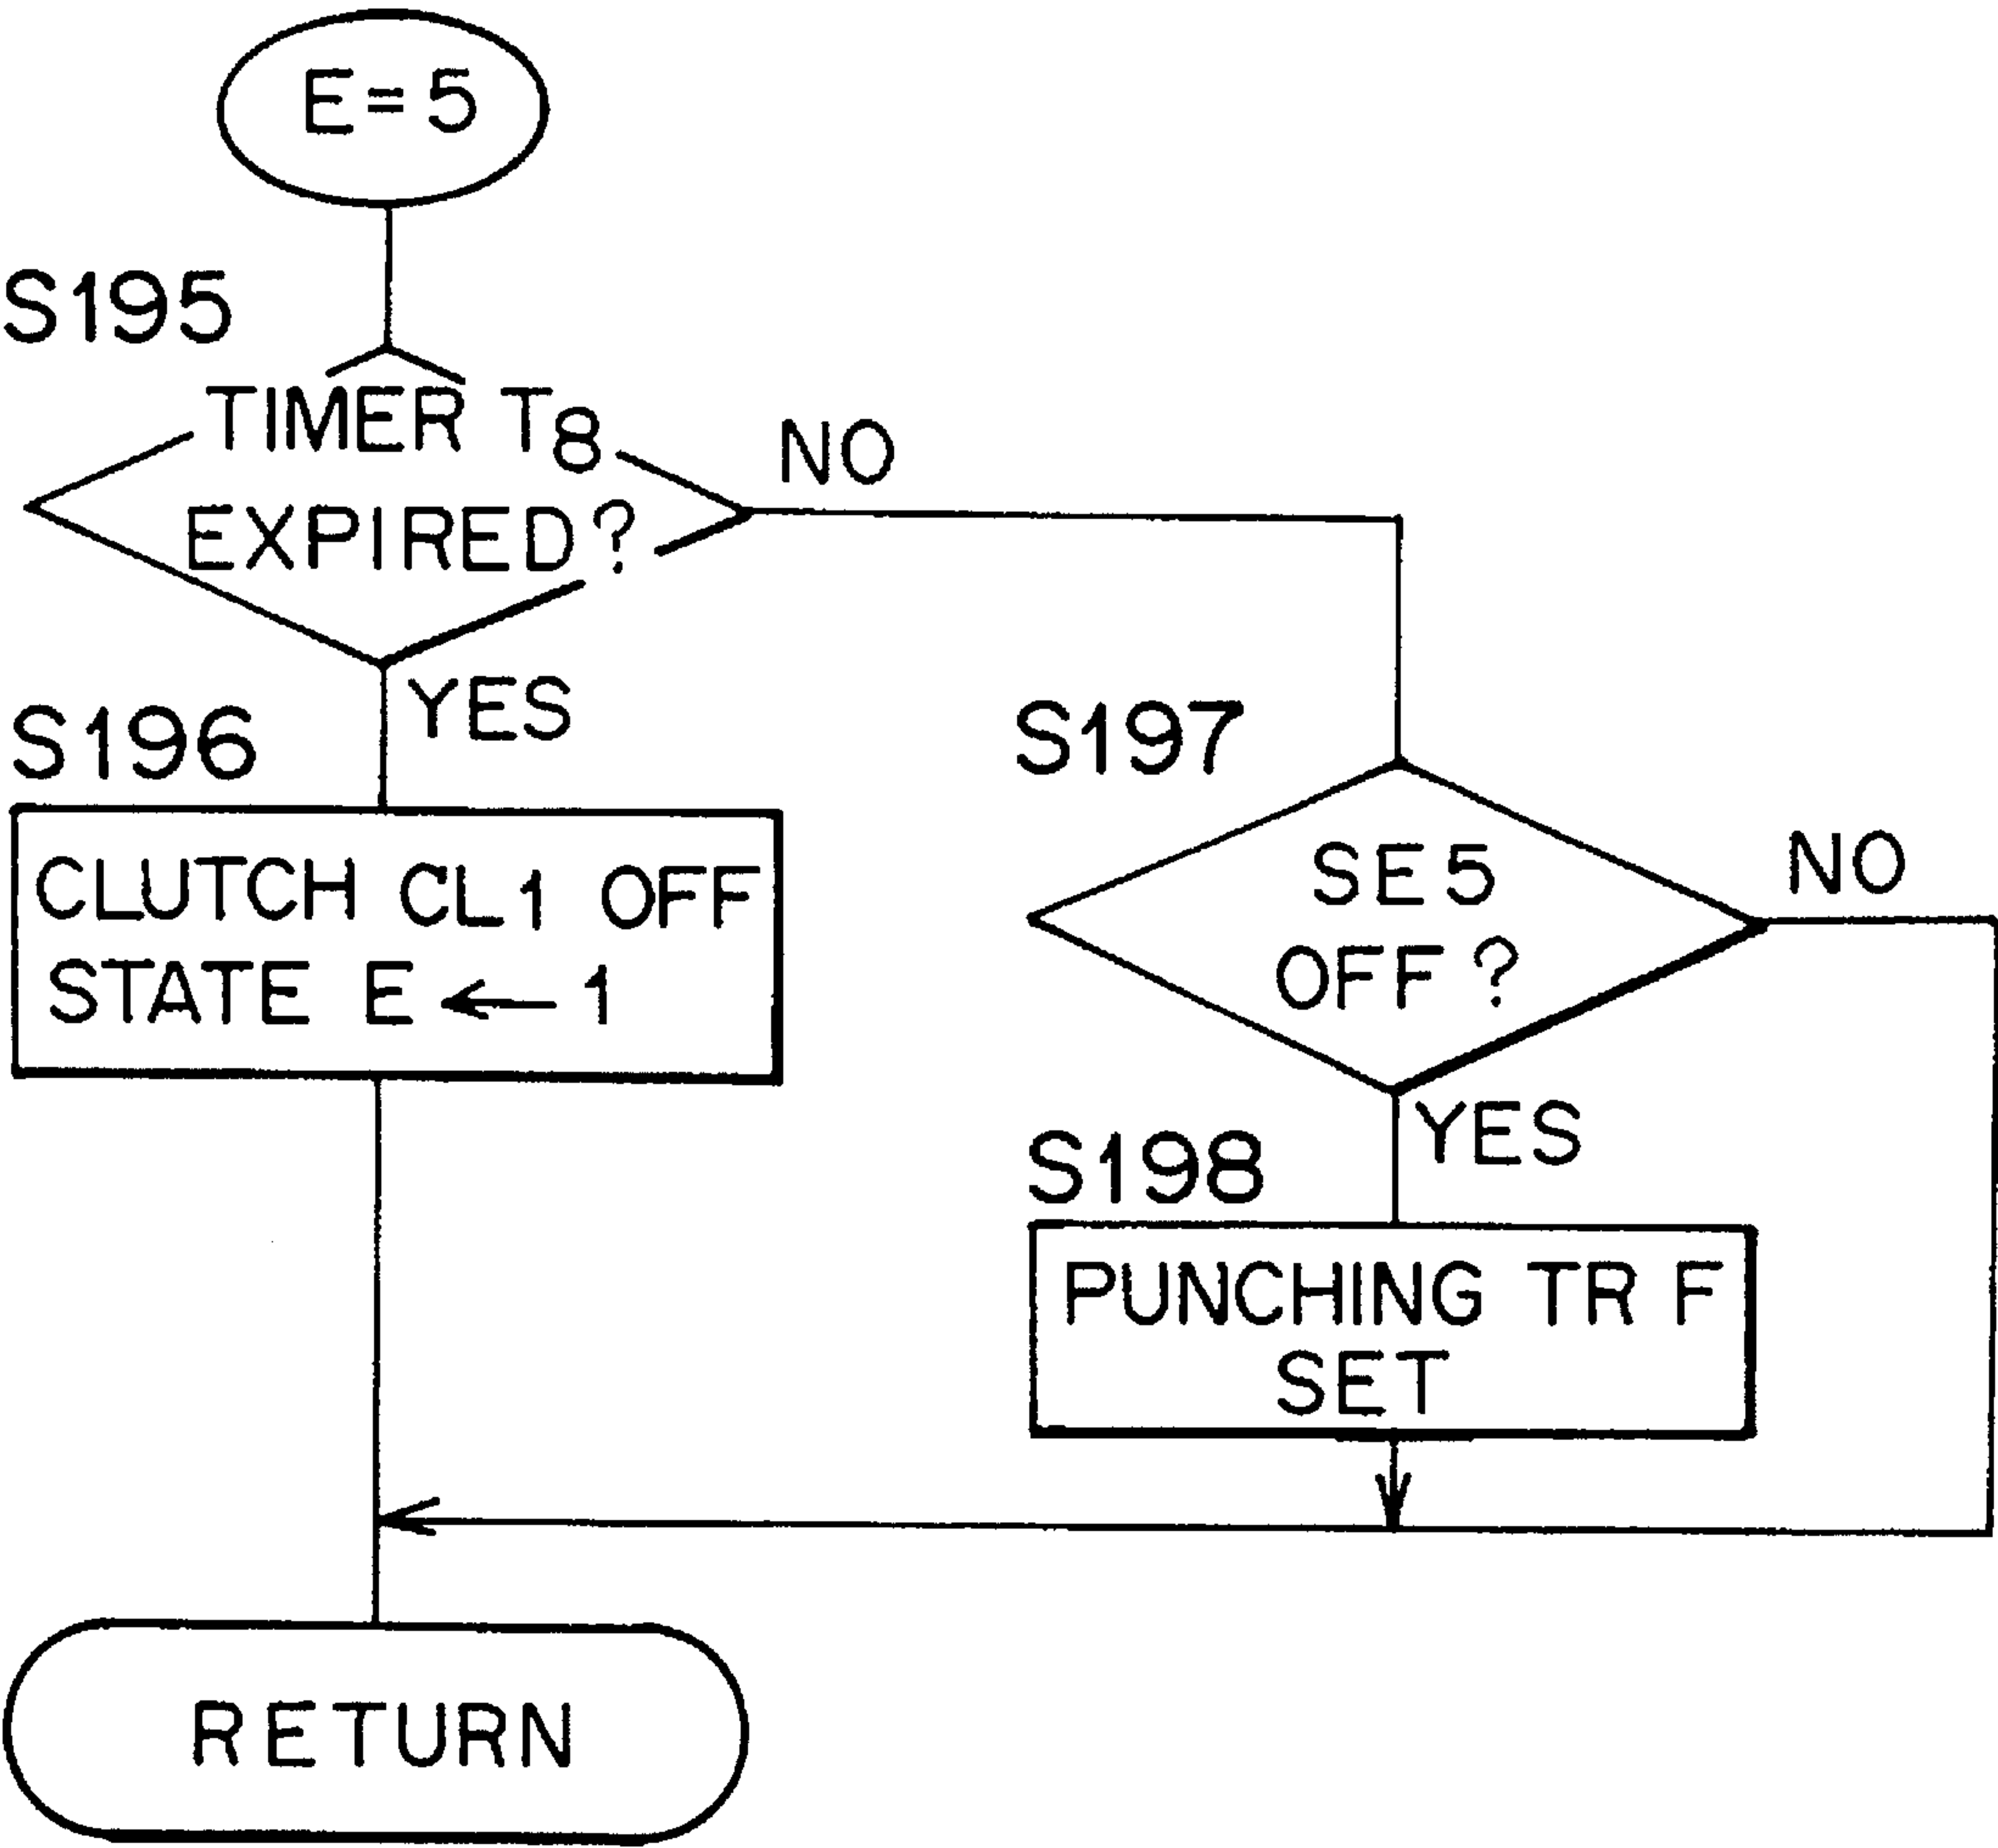 E=5
S195
TIMER T8
EXPIRED?
NO
YES
S196
CLUTCH CL1 OFF
STATE E ← 1
S197
SE5
OFF?
NO
YES
S198
PUNCHING TR F
SET
RETURN